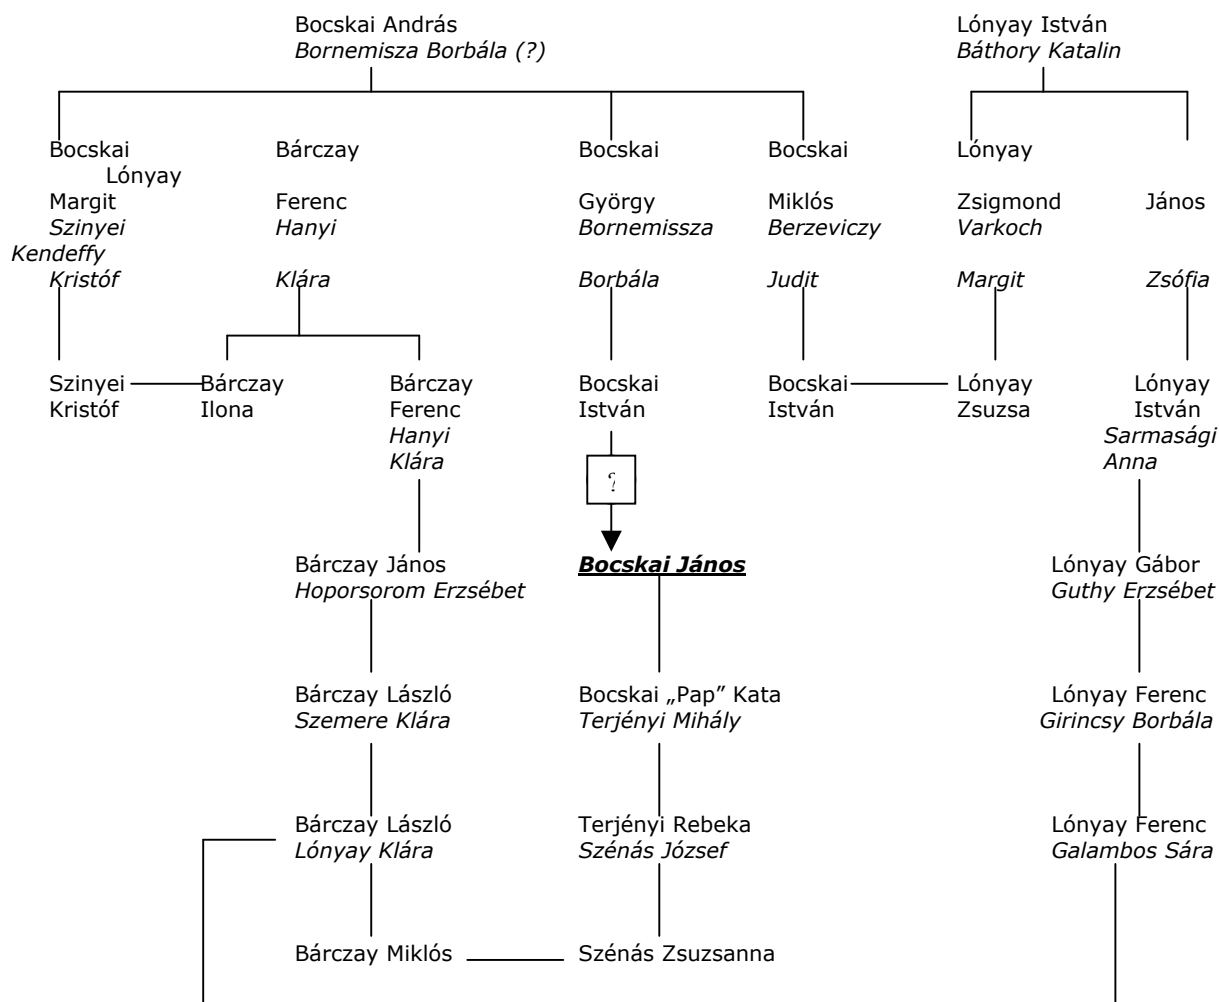 Bocskai András
Bornemisza Borbála (?)
Lónyay István
Báthory Katalin
Bocskai Bárczay Bocskai Bocskai Lónyay
Lónyay
Margit Ferenc György Miklós Zsigmond János
Szinyei Hanyi Bornemissza Berzeviczy Varkoch
Kendeffy
Kristóf Klára Borbála Judit Margit Zsófia
Szinyei Bárczay Bárczay Bocskai Bocskai Lónyay Lónyay
Kristóf Ilona Ferenc István István Zsuzsa István
Hanyi Sarmasági
Klára Anna
?
Bárczay János Bocskai János Lónyay Gábor
Hoporsorom Erzsébet Guthy Erzsébet
Bárczay László Bocskai „Pap” Kata Lónyay Ferenc
Szemere Klára Terjényi Mihály Girincsy Borbála
Bárczay László Terjényi Rebeka Lónyay Ferenc
Lónyay Klára Szénás József Galambos Sára
Bárczay Miklós Szénás Zsuzsanna